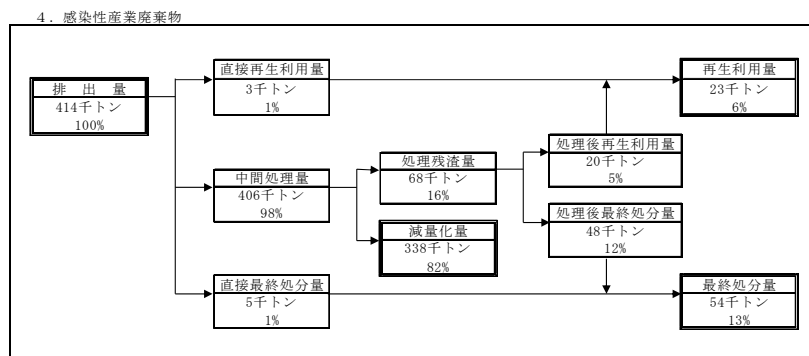 4．感染性産業廃棄物
排　出　量
414千トン
100%
直接再生利用量
3千トン
1%
再生利用量
23千トン
6%
中間処理量
406千トン
98%
処理残渣量
68千トン
16%
処理後再生利用量
20千トン
5%
減量化量
338千トン
82%
処理後最終処分量
48千トン
12%
直接最終処分量
5千トン
1%
最終処分量
54千トン
13%